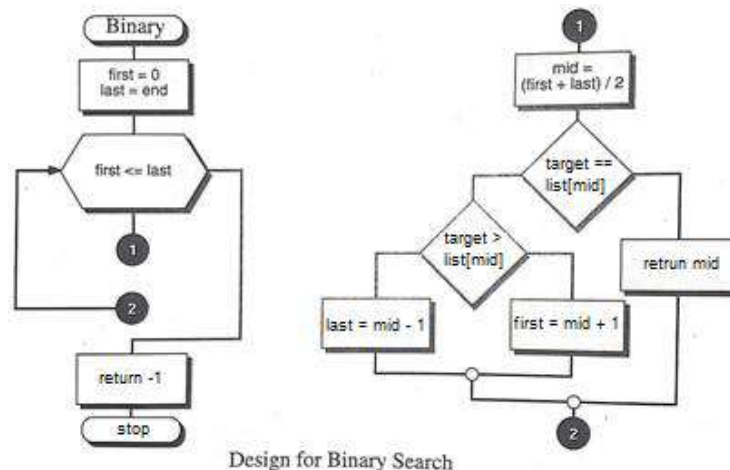 Binary
first = 0
last = end
first <= last
1
2
return -1
stop
1
mid =
(first + last) / 2
target ==
list[mid]
target >
list[mid]
retrun mid
last = mid - 1
first = mid + 1
2
Design for Binary Search